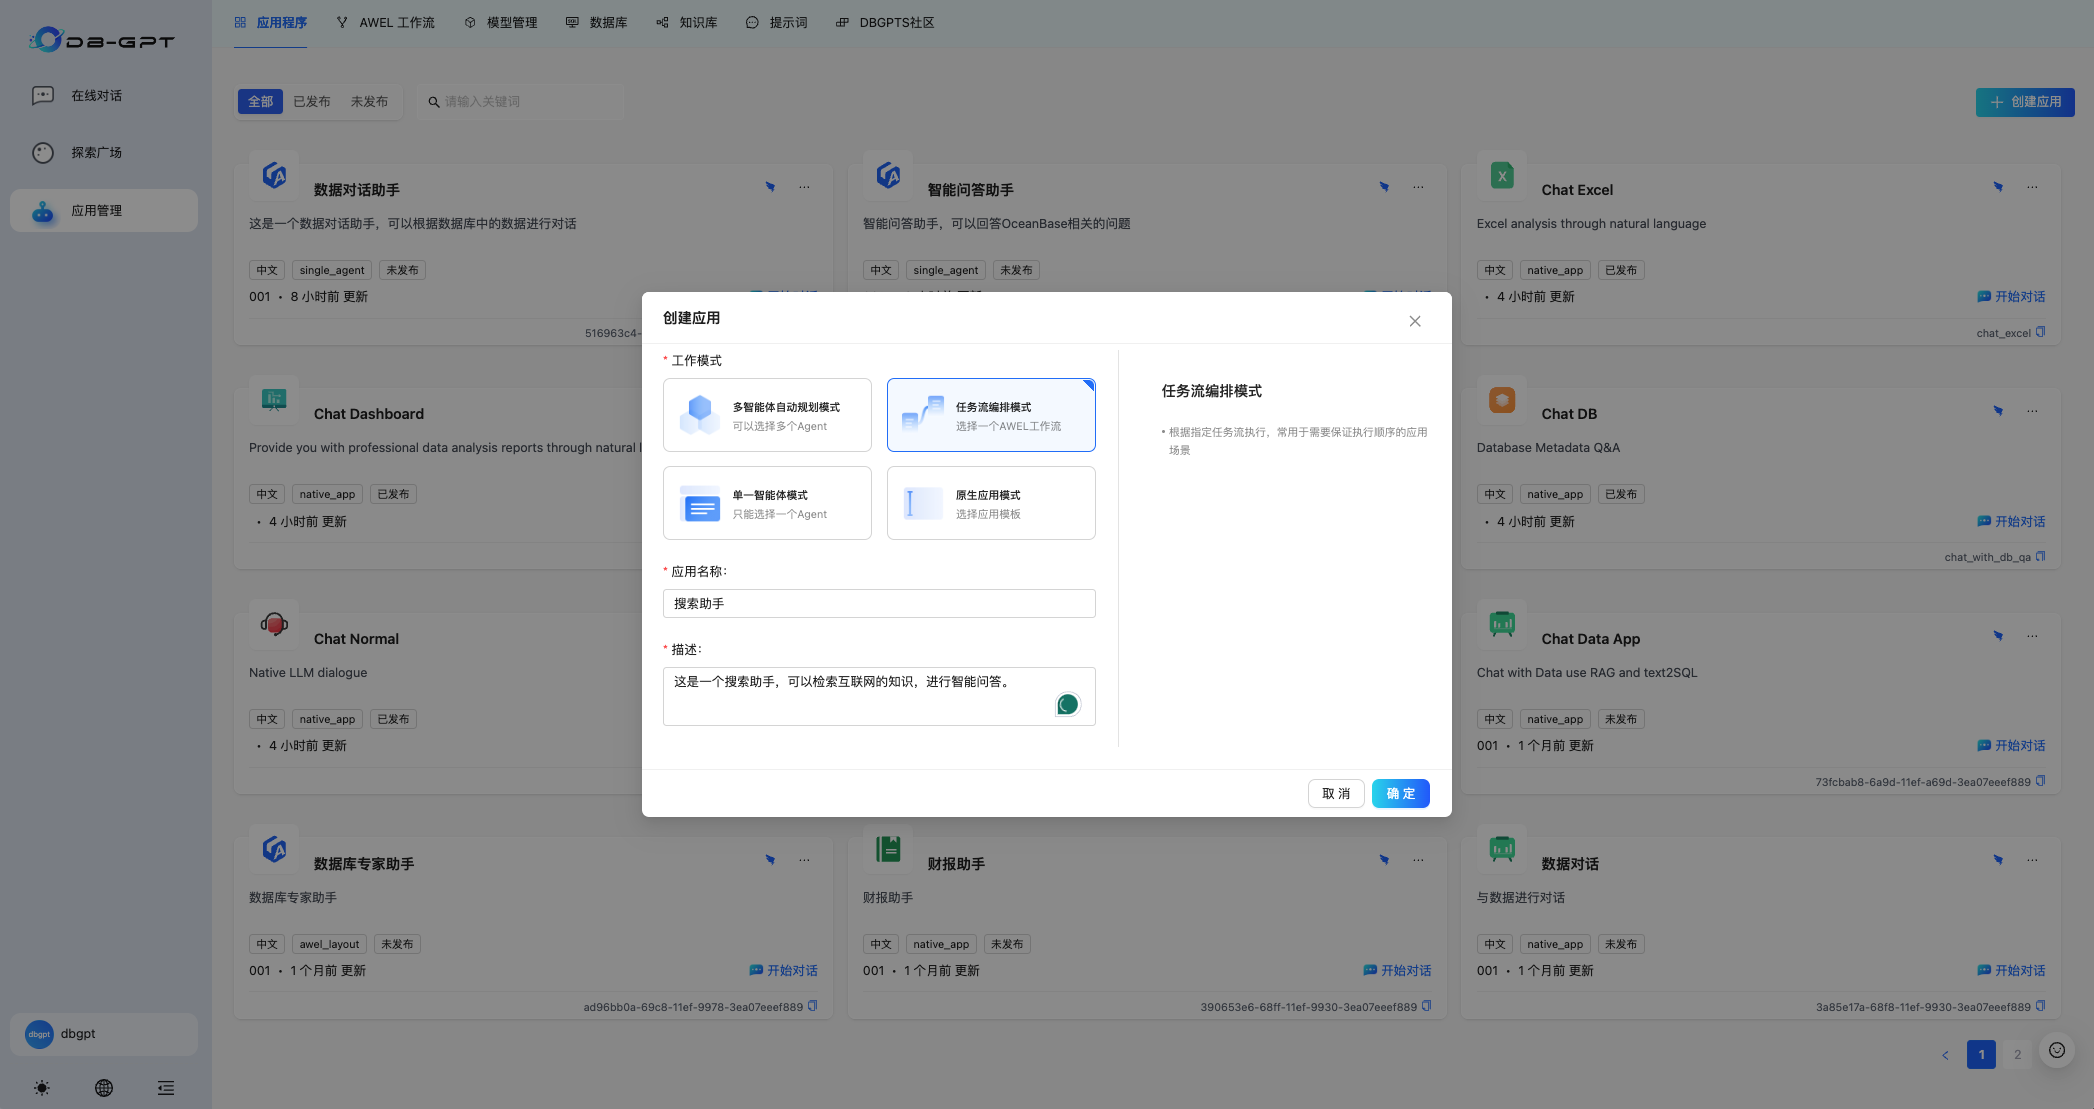 DB-GPT
应用程序
AWEL 工作流
模型管理
数据库
知识库
提示词
DBGPTS社区
在线对话
探索广场
应用管理
全部
已发布
未发布
请输入关键词
创建应用
数据对话助手
...
这是一个数据对话助手，可以根据数据库中的数据进行对话
中文
single_agent
未发布
001 • 8 小时前 更新
516963c4-
智能问答助手
...
智能问答助手，可以回答OceanBase相关的问题
中文
single_agent
未发布
Chat Excel
...
Excel analysis through natural language
中文
native_app
已发布
• 4 小时前 更新
开始对话
chat_excel
Chat Dashboard
Provide you with professional data analysis reports through natural l
中文
native_app
已发布
• 4 小时前 更新
Chat DB
...
Database Metadata Q&A
中文
native_app
已发布
• 4 小时前 更新
开始对话
chat_with_db_qa
Chat Normal
Native LLM dialogue
中文
native_app
已发布
• 4 小时前 更新
Chat Data App
...
Chat with Data use RAG and text2SQL
中文
native_app
未发布
001 • 1 个月前 更新
开始对话
73fcbab8-6a9d-11ef-a69d-3ea07eeef889
数据库专家助手
...
数据库专家助手
中文
awel_layout
未发布
001 • 1 个月前 更新
开始对话
ad96bb0a-69c8-11ef-9978-3ea07eeef889
财报助手
...
财报助手
中文
native_app
未发布
001 • 1 个月前 更新
开始对话
390653e6-68ff-11ef-9930-3ea07eeef889
数据对话
...
与数据进行对话
中文
native_app
未发布
001 • 1 个月前 更新
开始对话
3a85e17a-68f8-11ef-9930-3ea07eeef889
创建应用
* 工作模式
多智能体自动规划模式
可以选择多个Agent
任务流编排模式
选择一个AWEL工作流
单一智能体模式
只能选择一个Agent
原生应用模式
选择应用模板
* 应用名称：
搜索助手
* 描述：
这是一个搜索助手，可以检索互联网的知识，进行智能问答。
任务流编排模式
• 根据指定任务流执行，常用于需要保证执行顺序的应用
场景
取 消
确 定
dbgpt
dbgpt
<
1
2